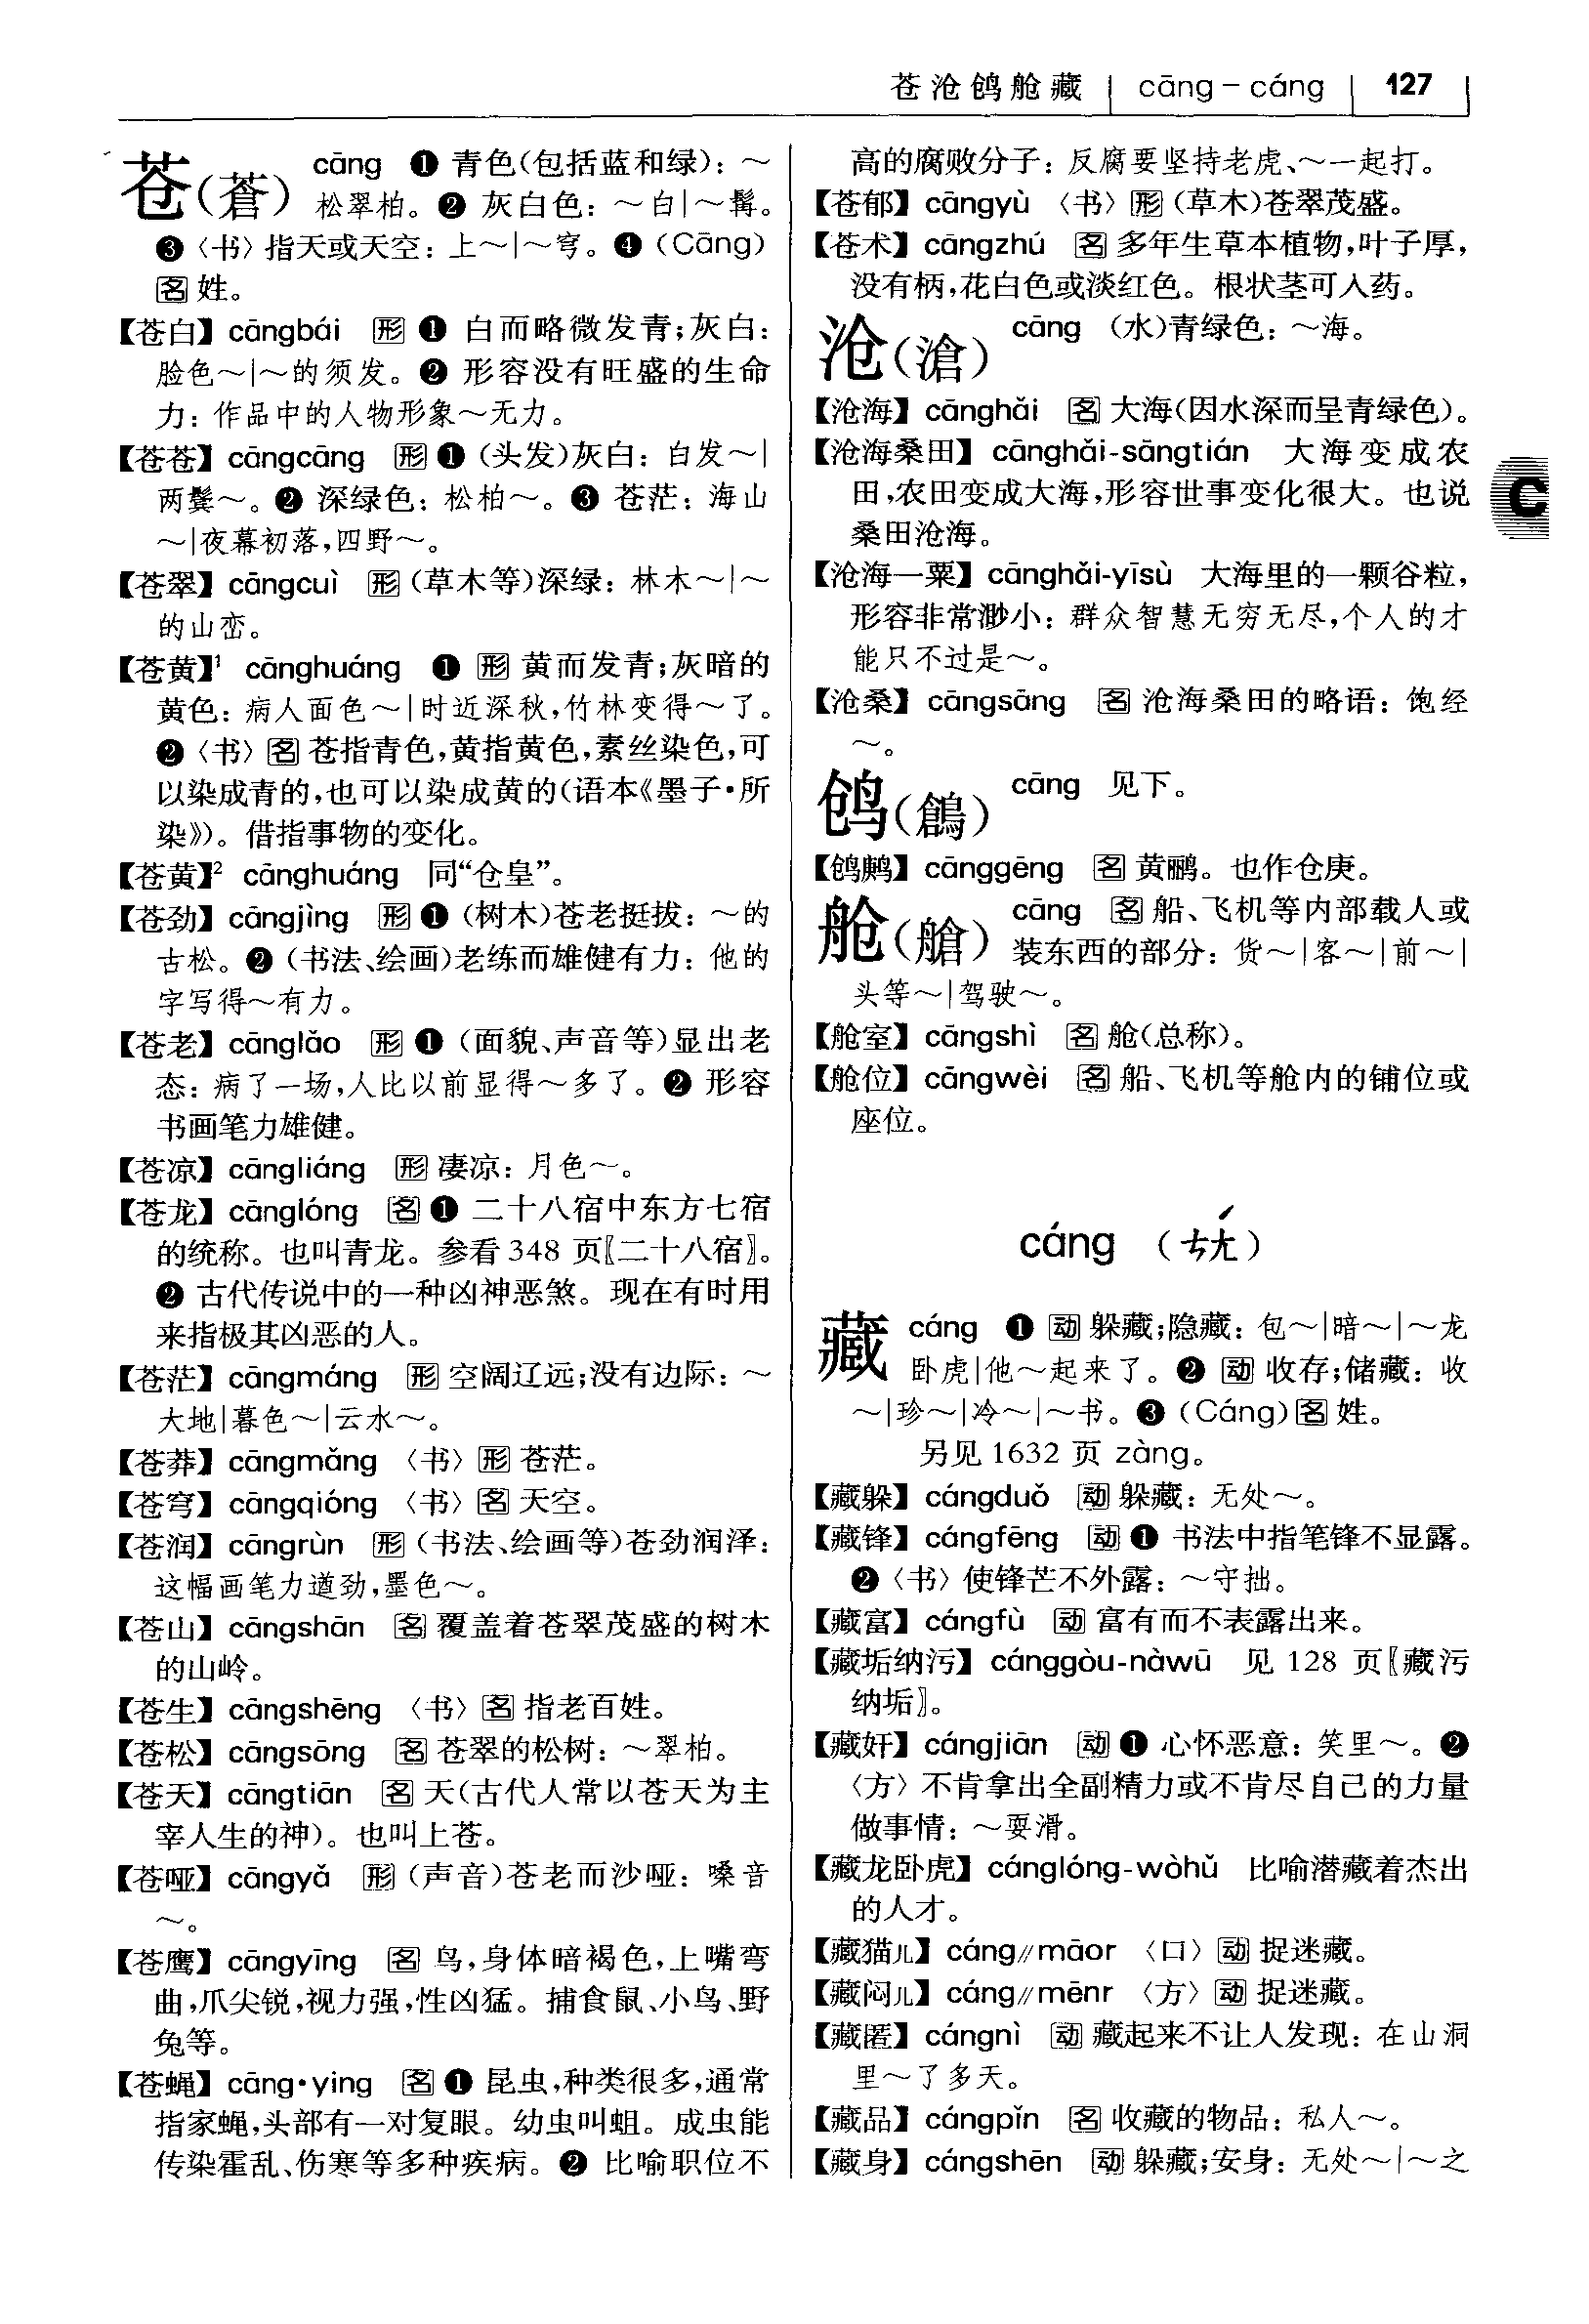 苍沧鸧舱藏 cāng－cáng 127
苍(蒼) cāng ❶ 青色(包括蓝和绿)：～
松翠柏。❷ 灰白色：～白|～髯。
❸〈书〉指天或天空：上～|～穹。❹（Cāng）
名 姓。
【苍白】cāngbái 形 ❶ 白而略微发青;灰白：
脸色～|～的须发。❷ 形容没有旺盛的生命
力：作品中的人物形象～无力。
【苍苍】cāngcāng 形 ❶（头发)灰白：白发～|
两鬓～。❷ 深绿色：松柏～。❸ 苍茫：海山
～|夜幕初落,四野～。
【苍翠】cāngcuì 形（草木等)深绿：林木～|～
的山峦。
【苍黄】¹ cānghuáng ❶ 形 黄而发青;灰暗的
黄色：病人面色～|时近深秋,竹林变得～了。
❷〈书〉名 苍指青色,黄指黄色,素丝染色,可
以染成青的,也可以染成黄的(语本《墨子·所
染》)。借指事物的变化。
【苍黄】² cānghuáng 同“仓皇”。
【苍劲】cāngjìng 形 ❶（树木)苍老挺拔：～的
古松。❷（书法、绘画)老练而雄健有力：他的
字写得～有力。
【苍老】cānglǎo 形 ❶（面貌、声音等)显出老
态：病了一场,人比以前显得～多了。❷ 形容
书画笔力雄健。
【苍凉】cāngliáng 形 凄凉：月色～。
【苍龙】cānglóng 名 ❶ 二十八宿中东方七宿
的统称。也叫青龙。参看 348 页〖二十八宿〗。
❷ 古代传说中的一种凶神恶煞。现在有时用
来指极其凶恶的人。
【苍茫】cāngmáng 形 空阔辽远;没有边际：～
大地|暮色～|云水～。
【苍莽】cāngmǎng〈书〉形 苍茫。
【苍穹】cāngqióng〈书〉名 天空。
【苍润】cāngrùn 形（书法、绘画等)苍劲润泽：
这幅画笔力遒劲,墨色～。
【苍山】cāngshān 名 覆盖着苍翠茂盛的树木
的山岭。
【苍生】cāngshēng〈书〉名 指老百姓。
【苍松】cāngsōng 名 苍翠的松树：～翠柏。
【苍天】cāngtiān 名 天(古代人常以苍天为主
宰人生的神)。也叫上苍。
【苍哑】cāngyǎ 形（声音)苍老而沙哑：嗓音
～。
【苍鹰】cāngyīng 名 鸟,身体暗褐色,上嘴弯
曲,爪尖锐,视力强,性凶猛。捕食鼠、小鸟、野
兔等。
【苍蝇】cāng·ying 名 ❶ 昆虫,种类很多,通常
指家蝇,头部有一对复眼。幼虫叫蛆。成虫能
传染霍乱、伤寒等多种疾病。❷ 比喻职位不
高的腐败分子：反腐要坚持老虎、～一起打。
【苍郁】cāngyù〈书〉形（草木)苍翠茂盛。
【苍术】cāngzhú 名 多年生草本植物,叶子厚,
没有柄,花白色或淡红色。根状茎可入药。
沧(滄) cāng （水)青绿色：～海。
【沧海】cānghǎi 名 大海(因水深而呈青绿色)。
【沧海桑田】cānghǎi-sāngtián 大海变成农
田,农田变成大海,形容世事变化很大。也说
桑田沧海。
【沧海一粟】cānghǎi-yīsù 大海里的一颗谷粒,
形容非常渺小：群众智慧无穷无尽,个人的才
能只不过是～。
【沧桑】cāngsāng 名 沧海桑田的略语：饱经
～。
鸧(鶬) cāng 见下。
【鸧鹒】cānggēng 名 黄鹂。也作仓庚。
舱(艙) cāng 名 船、飞机等内部载人或
装东西的部分：货～|客～|前～|
头等～|驾驶～。
【舱室】cāngshì 名 舱(总称)。
【舱位】cāngwèi 名 船、飞机等舱内的铺位或
座位。
cáng （ㄘㄤˊ）
藏 cáng ❶ 动 躲藏;隐藏：包～|暗～|～龙
卧虎|他～起来了。❷ 动 收存;储藏：收
～|珍～|冷～|～书。❸（Cáng）名 姓。
另见 1632 页 zàng。
【藏躲】cángduǒ 动 躲藏：无处～。
【藏锋】cángfēng 动 ❶ 书法中指笔锋不显露。
❷〈书〉使锋芒不外露：～守拙。
【藏富】cángfù 动 富有而不表露出来。
【藏垢纳污】cánggòu-nàwū 见 128 页〖藏污
纳垢〗。
【藏奸】cángjiān 动 ❶ 心怀恶意：笑里～。❷
〈方〉不肯拿出全副精力或不肯尽自己的力量
做事情：～耍滑。
【藏龙卧虎】cánglóng-wòhǔ 比喻潜藏着杰出
的人才。
【藏猫儿】cáng∥māor〈口〉动 捉迷藏。
【藏闷儿】cáng∥mēnr〈方〉动 捉迷藏。
【藏匿】cángnì 动 藏起来不让人发现：在山洞
里～了多天。
【藏品】cángpǐn 名 收藏的物品：私人～。
【藏身】cángshēn 动 躲藏;安身：无处～|～之
C